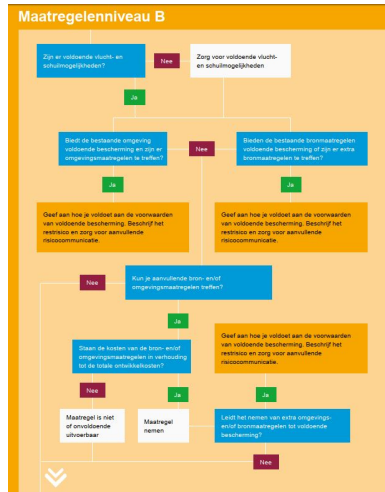 Maatregelenniveau B
Zijn er voldoende vlucht- en
schuilmogelijkheden?
Nee
Zorg voor voldoende vlucht-
en schuilmogelijkheden
Ja
Biedt de bestaande omgeving
voldoende bescherming en zijn er
omgevingsmaatregelen te treffen?
Nee
Bieden de bestaande bronmaatregelen
voldoende bescherming of zijn er extra
bronmaatregelen te treffen?
Ja
Ja
Geef aan hoe je voldoet aan de voorwaarden
van voldoende bescherming. Beschrijf het
restrisico en zorg voor aanvullende
risicocommunicatie.
Geef aan hoe je voldoet aan de voorwaarden
van voldoende bescherming. Beschrijf het
restrisico en zorg voor aanvullende
risicocommunicatie.
Nee
Kun je aanvullende bron- en/of
omgevingsmaatregelen treffen?
Ja
Geef aan hoe je voldoet aan de voorwaarden
van voldoende bescherming. Beschrijf het
restrisico en zorg voor aanvullende
risicocommunicatie.
Staan de kosten van de bron- en/of
omgevingsmaatregelen in verhouding
tot de totale ontwikkelkosten?
Nee
Ja
Ja
Maatregel is niet
of onvoldoende
uitvoerbaar
Maatregel
nemen
Leidt het nemen van extra omgevings-
en/of bronmaatregelen tot voldoende
bescherming?
Nee